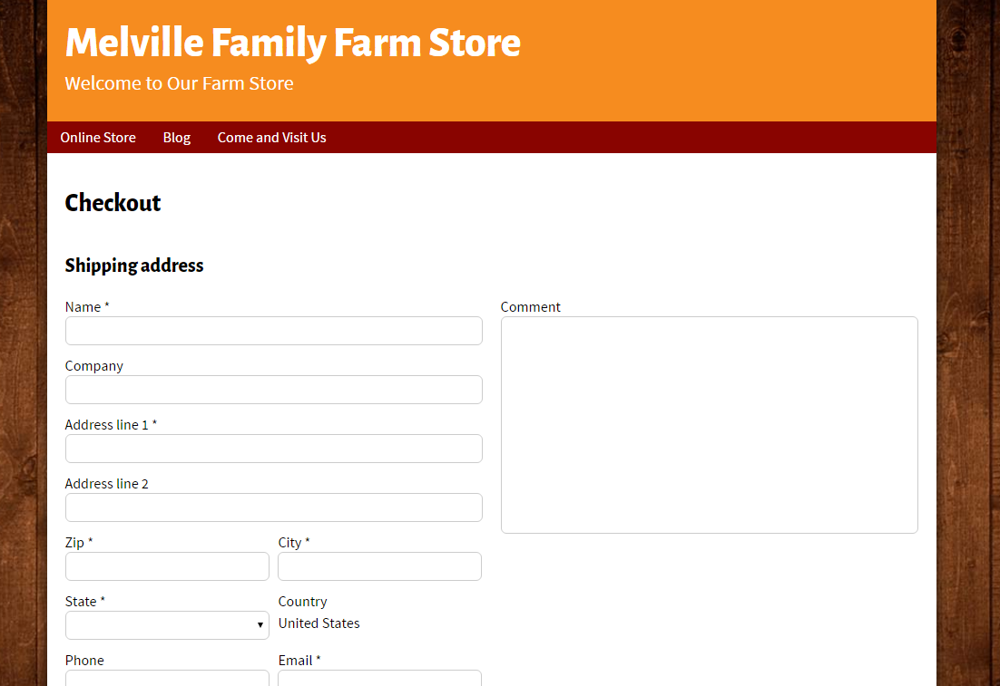 Melville Family Farm Store
Welcome to Our Farm Store
Online Store Blog Come and Visit Us
Checkout
Shipping address
Name *
Comment
Company
Address line 1 *
Address line 2
Zip * City *
State * Country
United States
Phone Email *